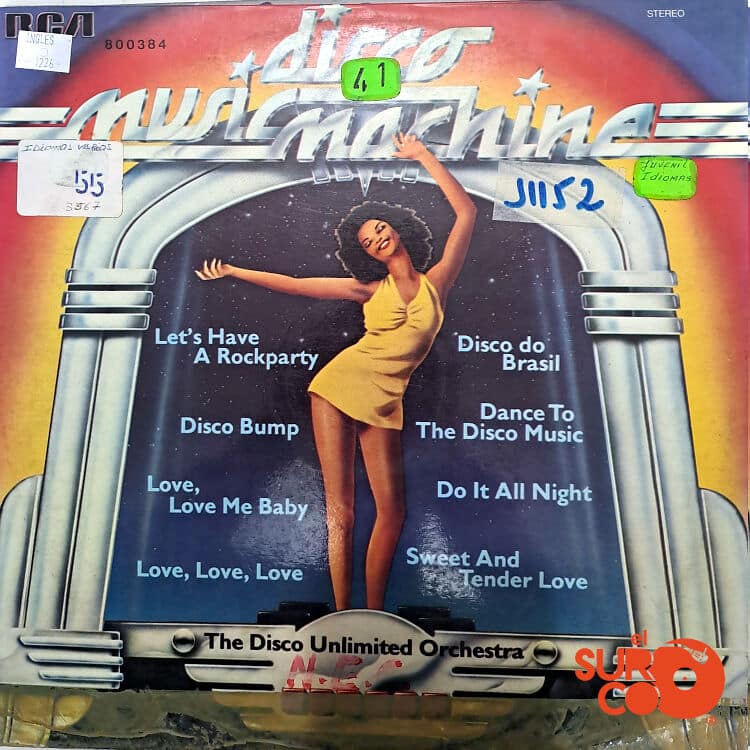 RCA
800384
STEREO
INGLES
1226
disco
41
music machine
IDIOMAS VARIOS
1515
3567
J1152
JUVENIL
IDIOMAS
Let's Have
A Rockparty
Disco do
Brasil
Disco Bump
Dance To
The Disco Music
Love,
Love Me Baby
Do It All Night
Love, Love, Love
Sweet And
Tender Love
The Disco Unlimited Orchestra
N.E.C.
el
SURCO